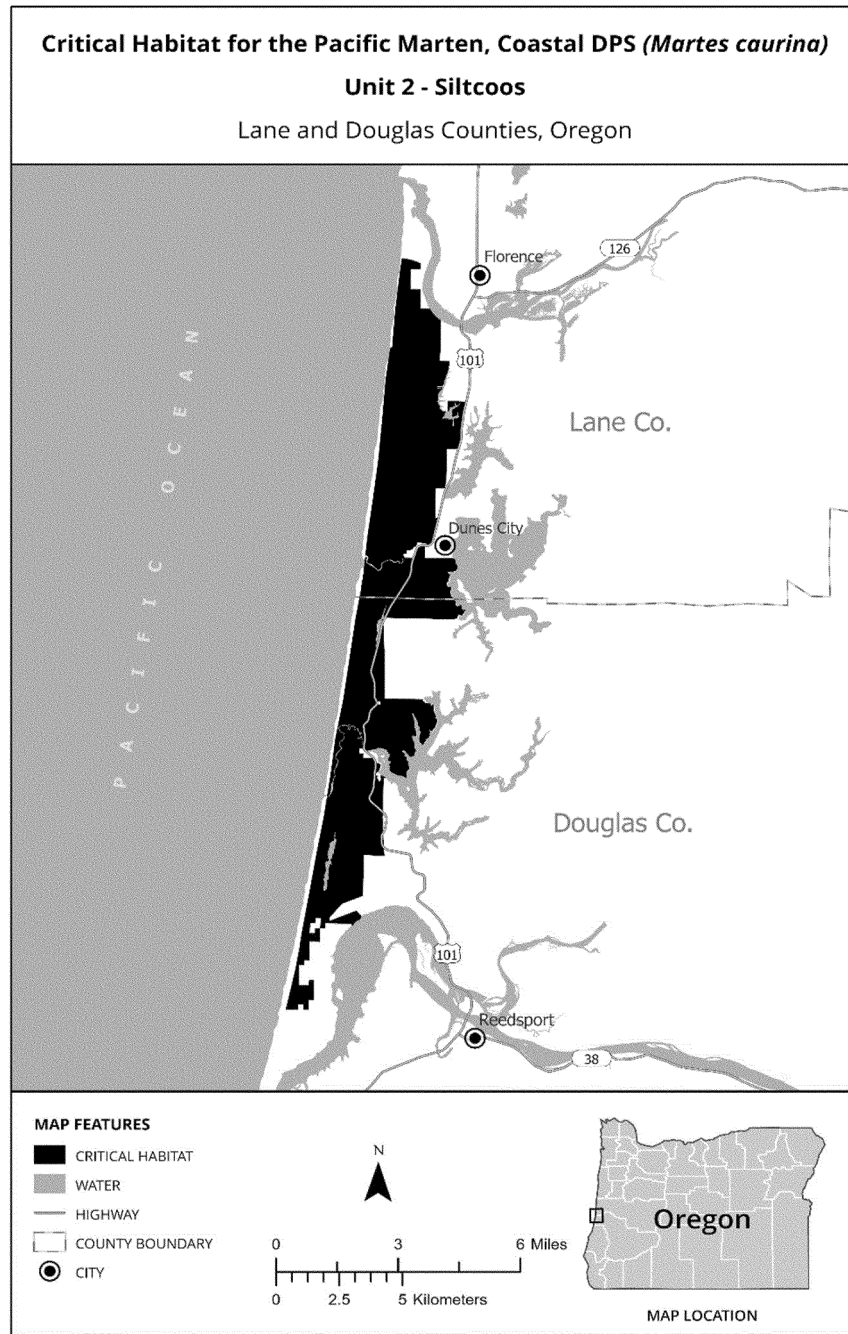 Critical Habitat for the Pacific Marten, Coastal DPS (Martes caurina)
Unit 2 - Siltcoos
Lane and Douglas Counties, Oregon
Florence
126
101
Lane Co.
PACIFIC OCEAN
Dunes City
Douglas Co.
101
Reedsport
38
MAP FEATURES
CRITICAL HABITAT
WATER
HIGHWAY
COUNTY BOUNDARY
CITY
N
0 3 6 Miles
0 2.5 5 Kilometers
Oregon
MAP LOCATION